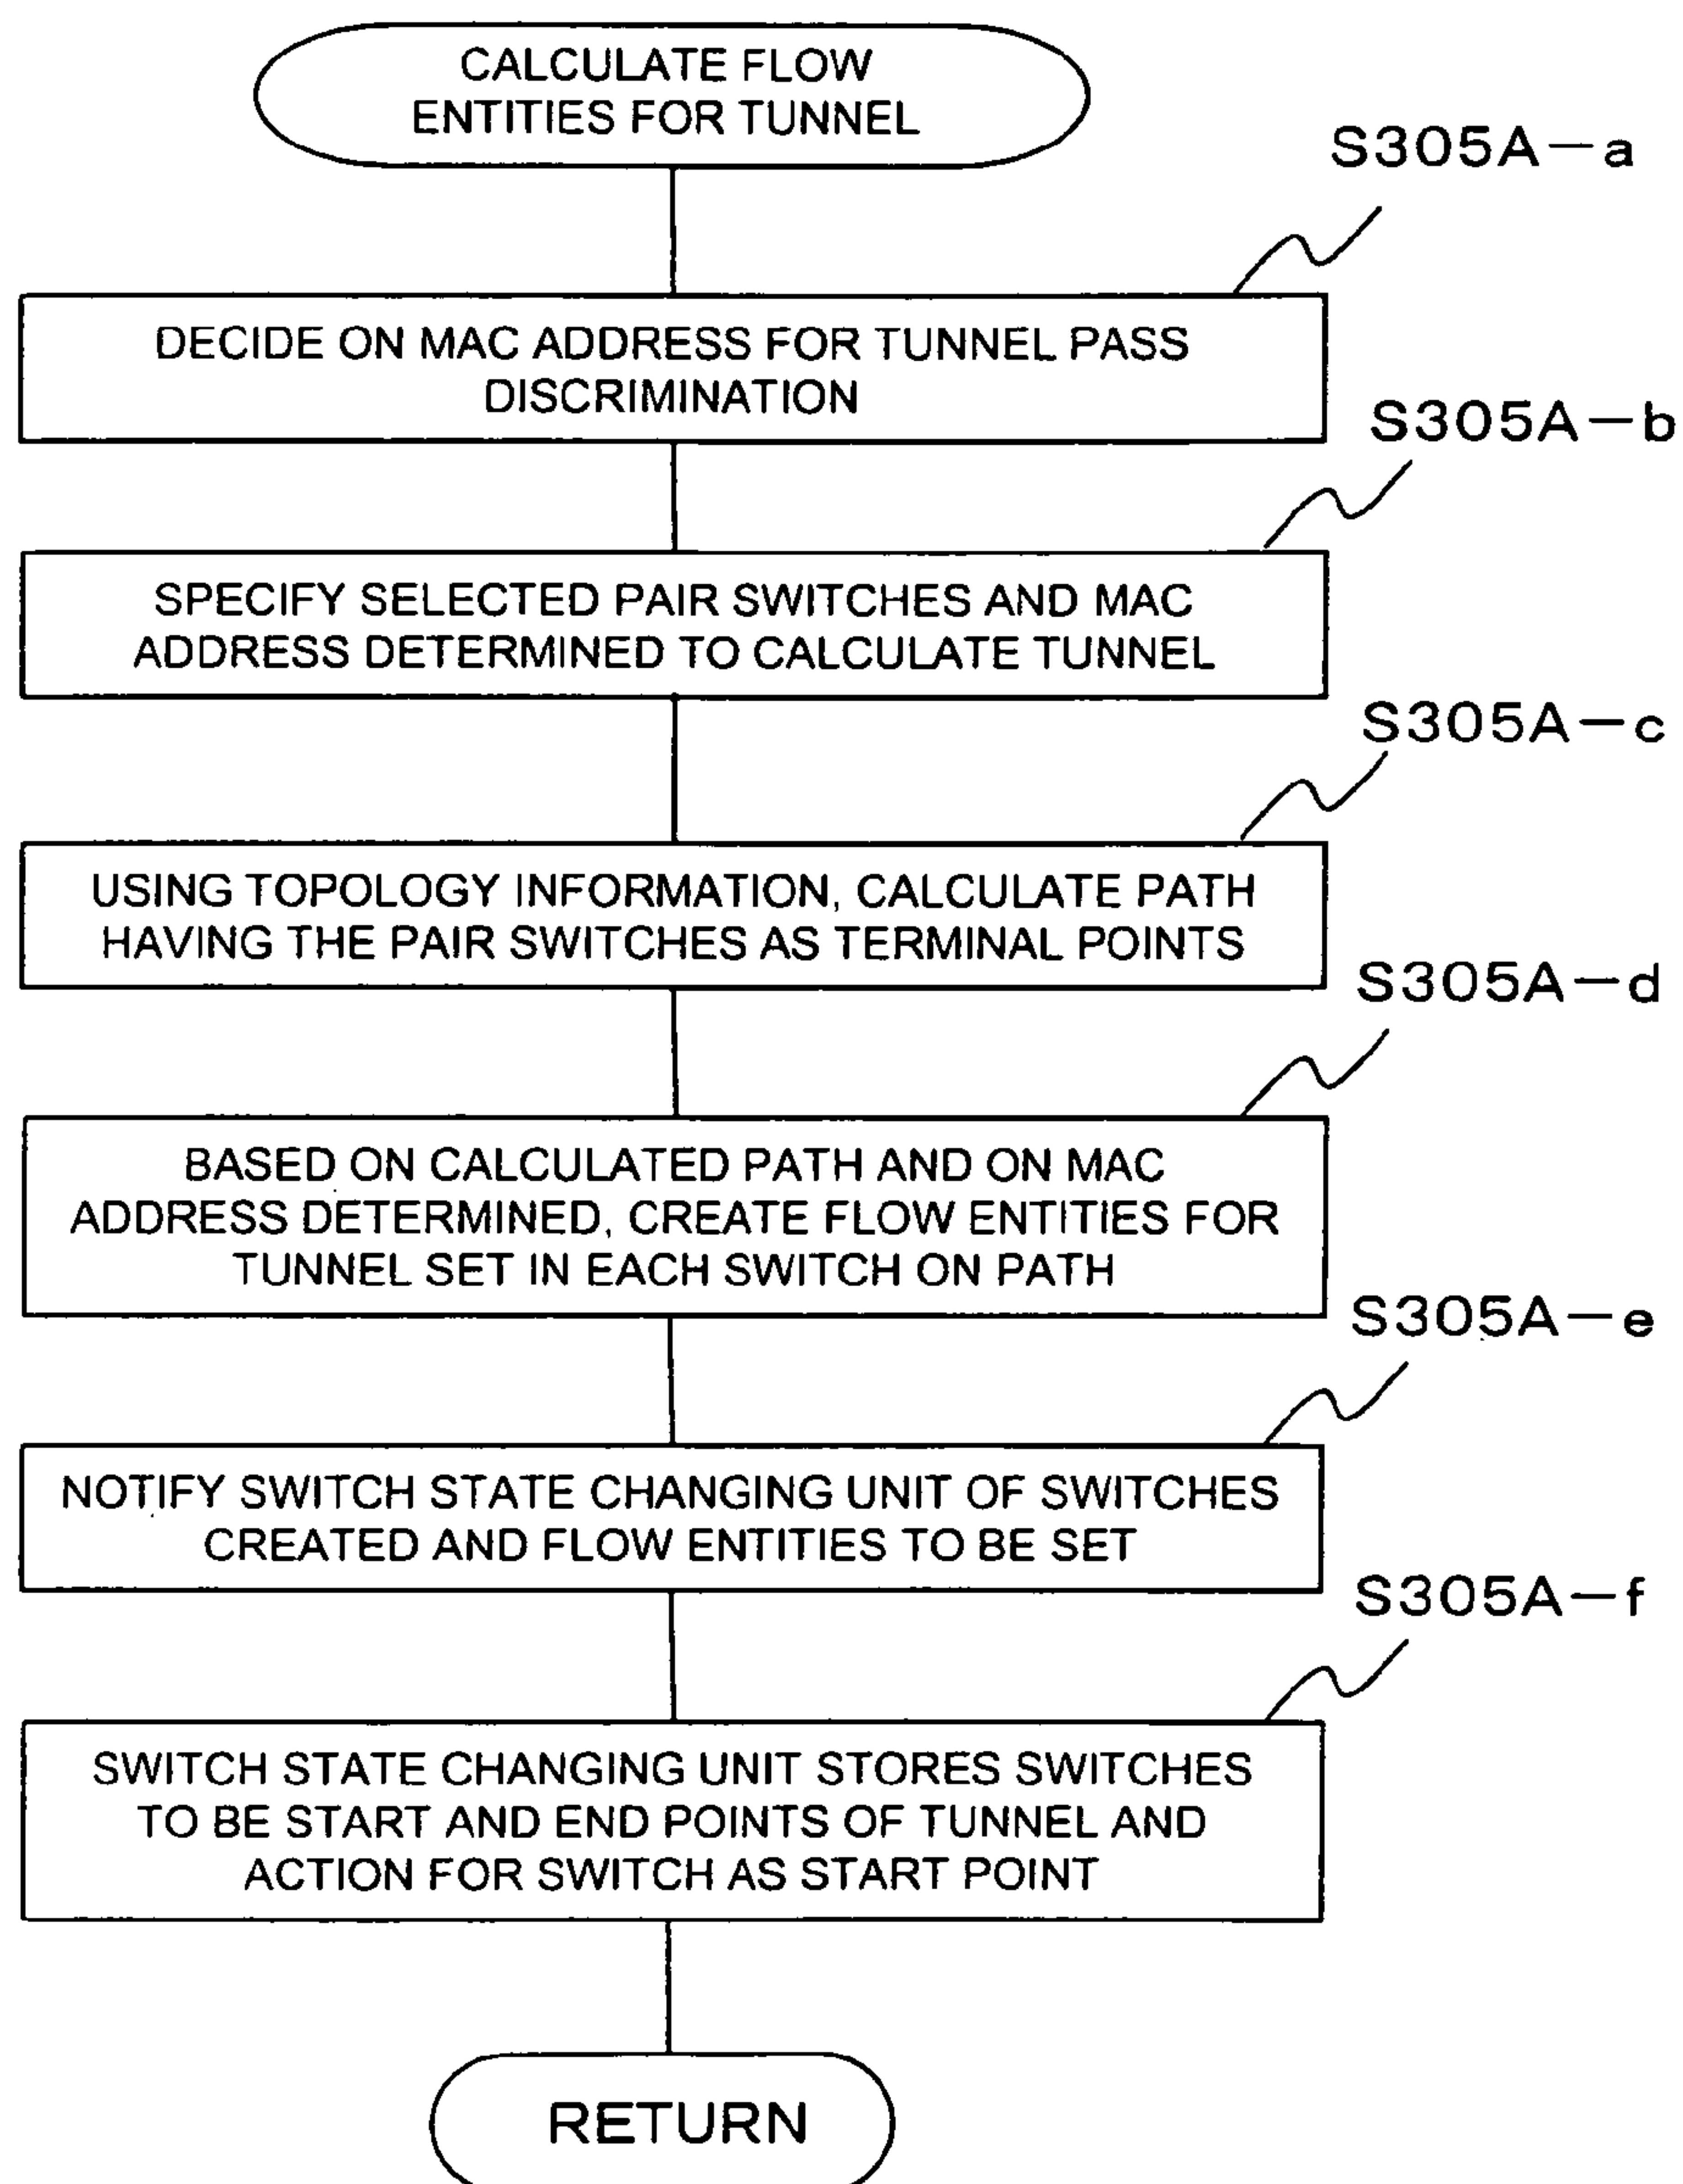 CALCULATE FLOW
ENTITIES FOR TUNNEL
S305A-a
DECIDE ON MAC ADDRESS FOR TUNNEL PASS
DISCRIMINATION
S305A-b
SPECIFY SELECTED PAIR SWITCHES AND MAC
ADDRESS DETERMINED TO CALCULATE TUNNEL
S305A-c
USING TOPOLOGY INFORMATION, CALCULATE PATH
HAVING THE PAIR SWITCHES AS TERMINAL POINTS
S305A-d
BASED ON CALCULATED PATH AND ON MAC
ADDRESS DETERMINED, CREATE FLOW ENTITIES FOR
TUNNEL SET IN EACH SWITCH ON PATH
S305A-e
NOTIFY SWITCH STATE CHANGING UNIT OF SWITCHES
CREATED AND FLOW ENTITIES TO BE SET
S305A-f
SWITCH STATE CHANGING UNIT STORES SWITCHES
TO BE START AND END POINTS OF TUNNEL AND
ACTION FOR SWITCH AS START POINT
RETURN